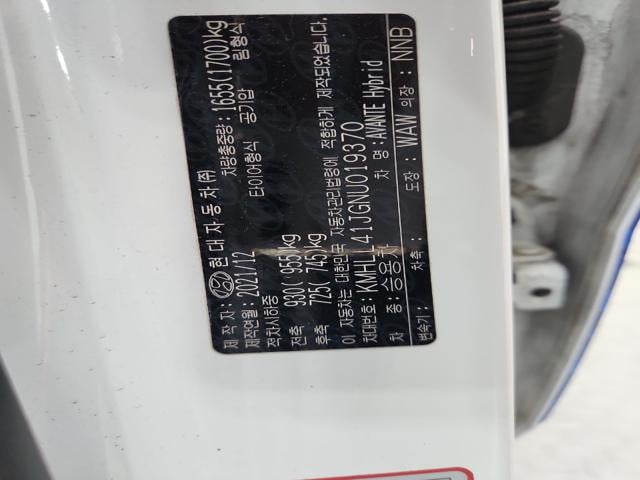 제 작 자 : 현대자동차(주)
제작연월 : 2021/12 차량총중량: 1655(1700)kg
적차시하중 타이어형식 공기압 림형식
전축 930( 955)kg
후축 725( 745)kg
이 자동차는 대한민국 자동차관리법령에 적합하게 제작되었습니다.
차대번호: KMHLL41JGNU019370
차 종: 승용차 차 명: AVANTE Hybrid
변속기: 차축: 도장: WAW 의장: NNB